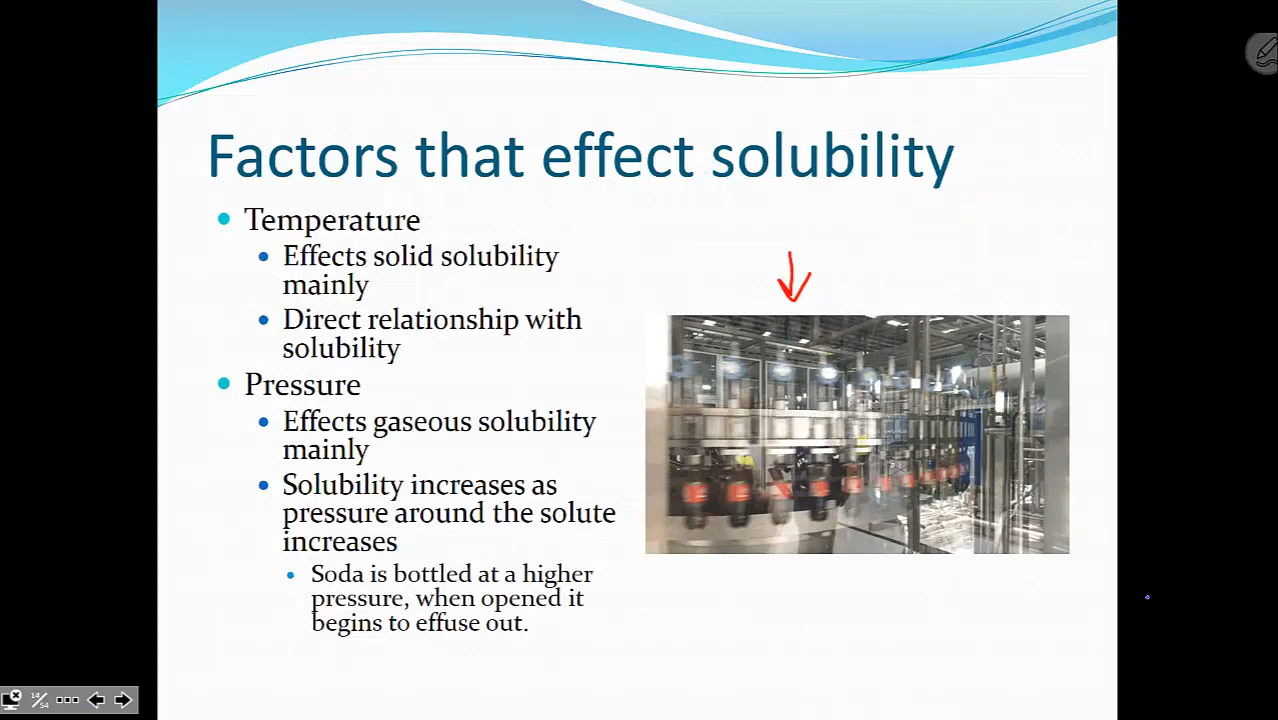 Factors that effect solubility
Temperature
Effects solid solubility
mainly
Direct relationship with
solubility
Pressure
Effects gaseous solubility
mainly
Solubility increases as
pressure around the solute
increases
Soda is bottled at a higher
pressure, when opened it
begins to effuse out.
14/54